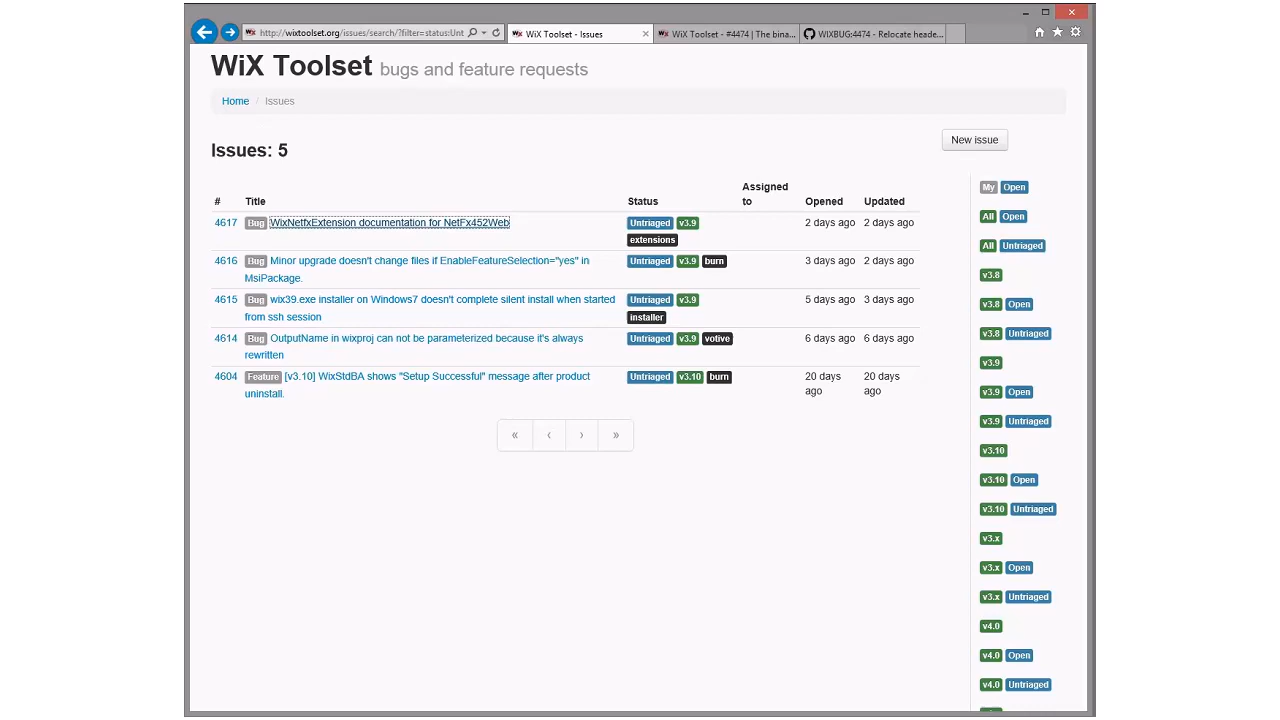 http://wixtoolset.org/issues/search/?filter=status:Unt
WiX Toolset - Issues
WiX Toolset - #4474 | The bina...
WIXBUG:4474 - Relocate heade...
WiX Toolset bugs and feature requests
Home / Issues
New issue
Issues: 5
# Title Status Assigned to Opened Updated
4617 Bug WixNetfxExtension documentation for NetFx452Web Untriaged v3.9 2 days ago 2 days ago
extensions
4616 Bug Minor upgrade doesn't change files if EnableFeatureSelection="yes" in Untriaged v3.9 burn 3 days ago 2 days ago
MsiPackage.
4615 Bug wix39.exe installer on Windows7 doesn't complete silent install when started Untriaged v3.9 5 days ago 3 days ago
from ssh session installer
4614 Bug OutputName in wixproj can not be parameterized because it's always Untriaged v3.9 votive 6 days ago 6 days ago
rewritten
4604 Feature [v3.10] WixStdBA shows "Setup Successful" message after product Untriaged v3.10 burn 20 days 20 days
uninstall. ago ago
« ‹ › »
My Open
All Open
All Untriaged
v3.8
v3.8 Open
v3.8 Untriaged
v3.9
v3.9 Open
v3.9 Untriaged
v3.10
v3.10 Open
v3.10 Untriaged
v3.x
v3.x Open
v3.x Untriaged
v4.0
v4.0 Open
v4.0 Untriaged